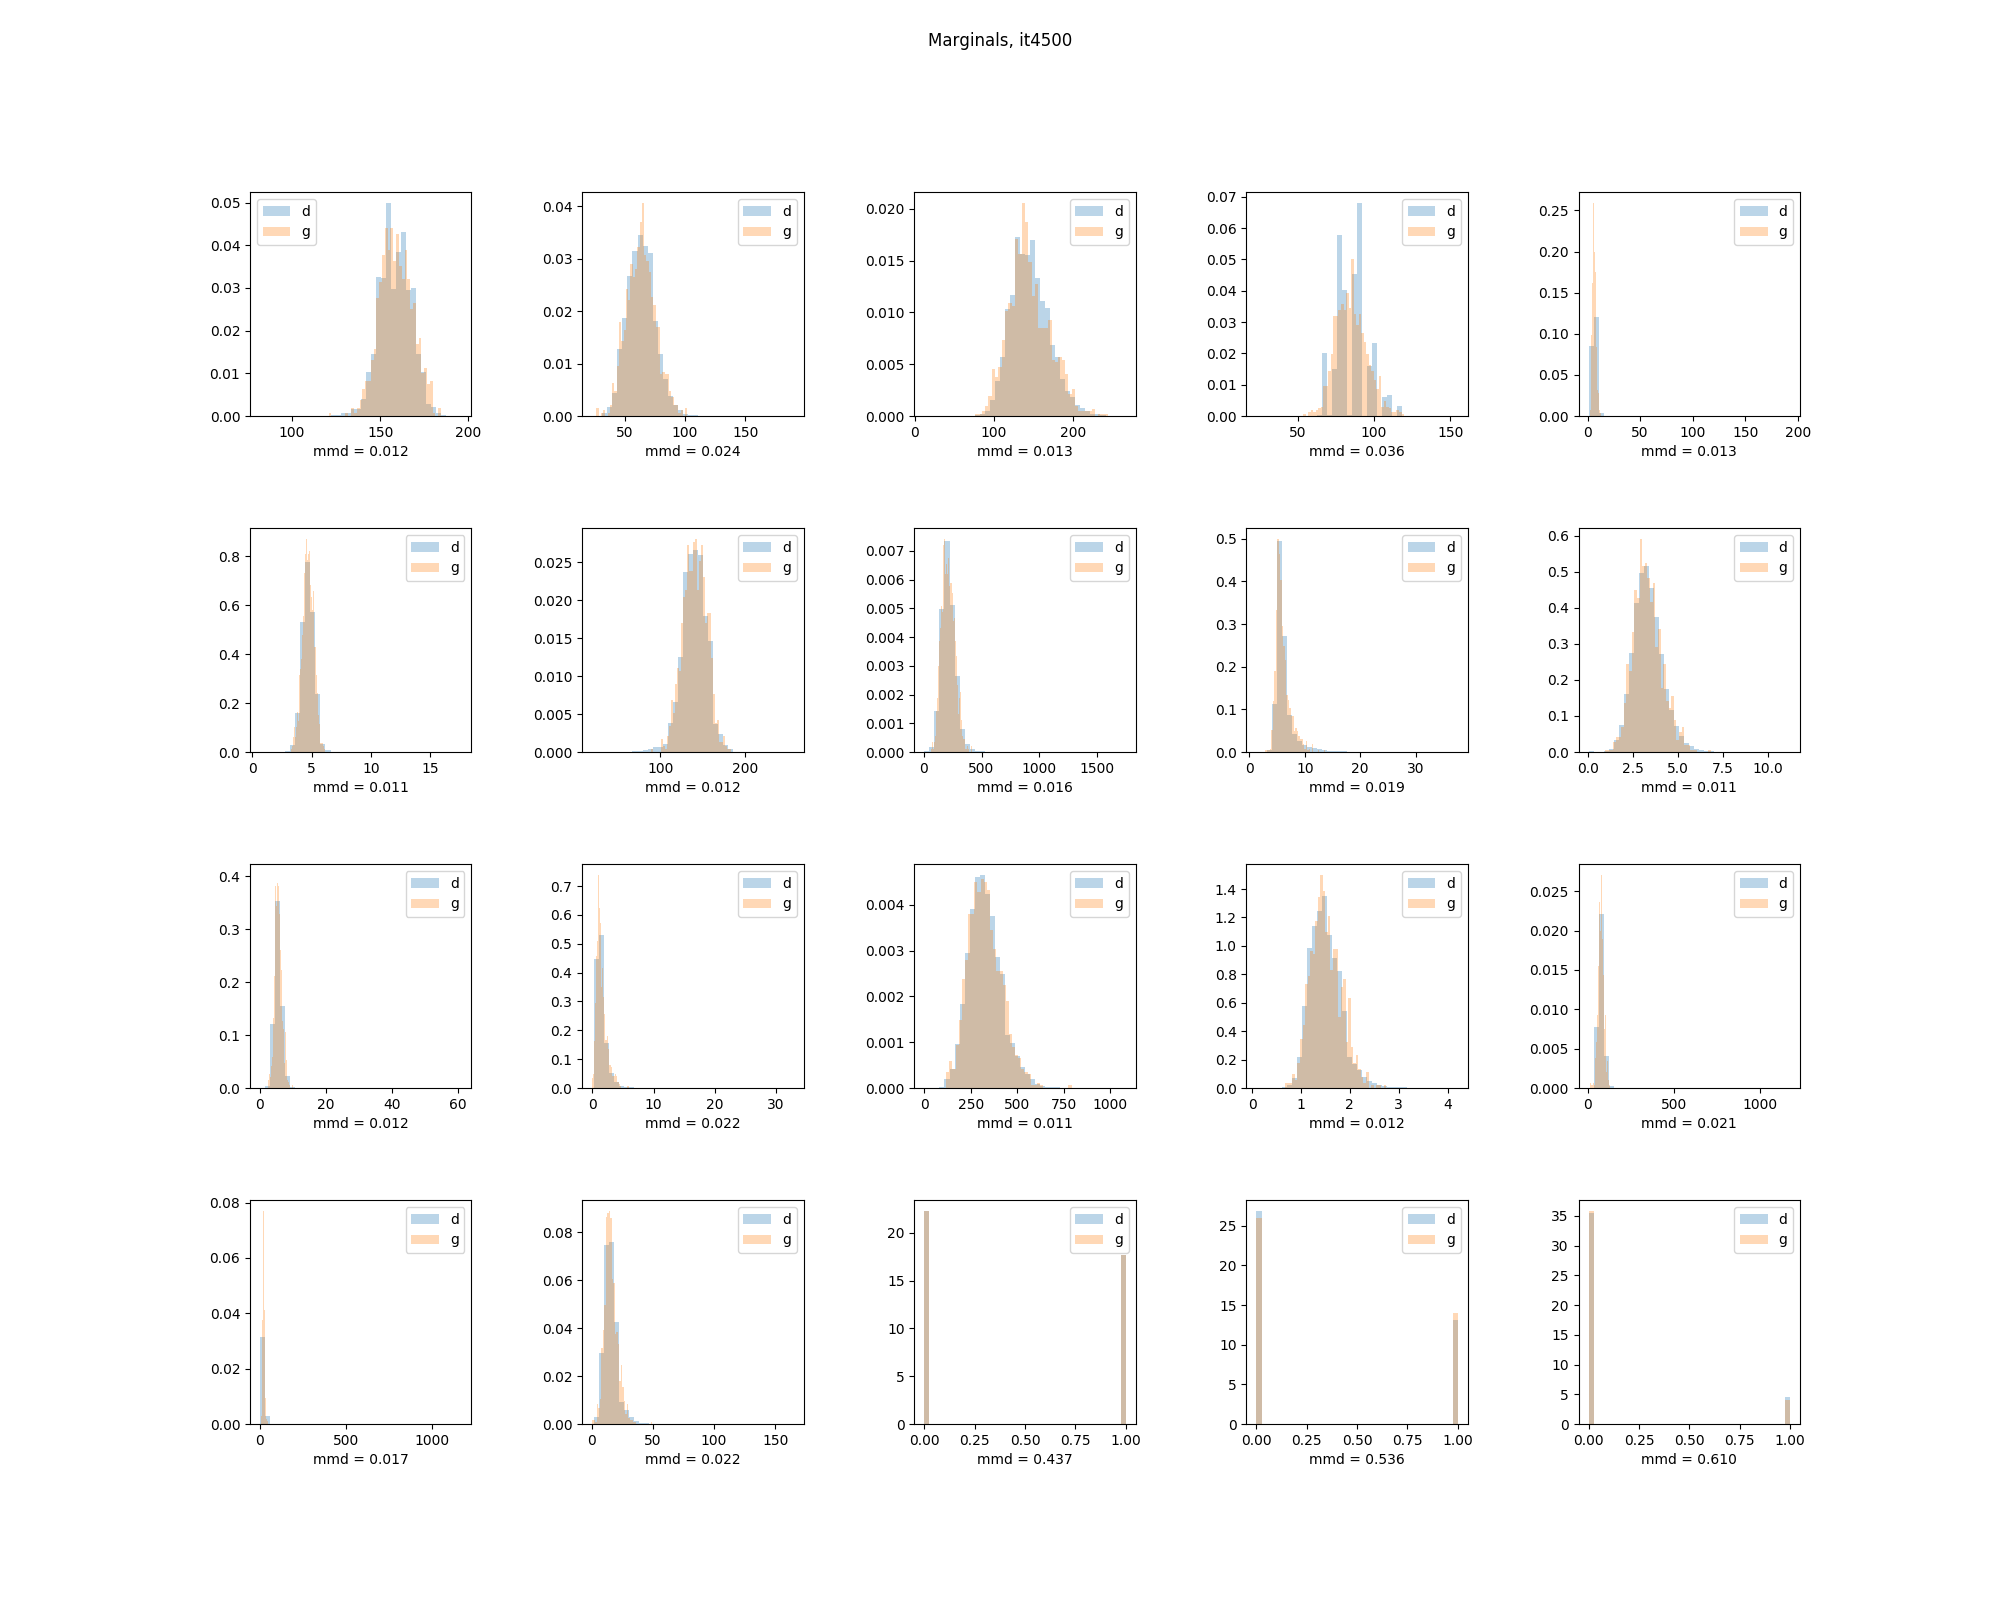 Marginals, it4500
0.05
0.04
0.03
0.02
0.01
0.00
d
g
100 150 200
mmd = 0.012
0.04
0.03
0.02
0.01
0.00
d
g
50 100 150
mmd = 0.024
0.020
0.015
0.010
0.005
0.000
d
g
0 100 200
mmd = 0.013
0.07
0.06
0.05
0.04
0.03
0.02
0.01
0.00
d
g
50 100 150
mmd = 0.036
0.25
0.20
0.15
0.10
0.05
0.00
d
g
0 50 100 150 200
mmd = 0.013
0.8
0.6
0.4
0.2
0.0
d
g
0 5 10 15
mmd = 0.011
0.025
0.020
0.015
0.010
0.005
0.000
d
g
100 200
mmd = 0.012
0.007
0.006
0.005
0.004
0.003
0.002
0.001
0.000
d
g
0 500 1000 1500
mmd = 0.016
0.5
0.4
0.3
0.2
0.1
0.0
d
g
0 10 20 30
mmd = 0.019
0.6
0.5
0.4
0.3
0.2
0.1
0.0
d
g
0.0 2.5 5.0 7.5 10.0
mmd = 0.011
0.4
0.3
0.2
0.1
0.0
d
g
0 20 40 60
mmd = 0.012
0.7
0.6
0.5
0.4
0.3
0.2
0.1
0.0
d
g
0 10 20 30
mmd = 0.022
0.004
0.003
0.002
0.001
0.000
d
g
0 250 500 750 1000
mmd = 0.011
1.4
1.2
1.0
0.8
0.6
0.4
0.2
0.0
d
g
0 1 2 3 4
mmd = 0.012
0.025
0.020
0.015
0.010
0.005
0.000
d
g
0 500 1000
mmd = 0.021
0.08
0.06
0.04
0.02
0.00
d
g
0 500 1000
mmd = 0.017
0.08
0.06
0.04
0.02
0.00
d
g
0 50 100 150
mmd = 0.022
20
15
10
5
0
d
g
0.00 0.25 0.50 0.75 1.00
mmd = 0.437
25
20
15
10
5
0
d
g
0.00 0.25 0.50 0.75 1.00
mmd = 0.536
35
30
25
20
15
10
5
0
d
g
0.00 0.25 0.50 0.75 1.00
mmd = 0.610